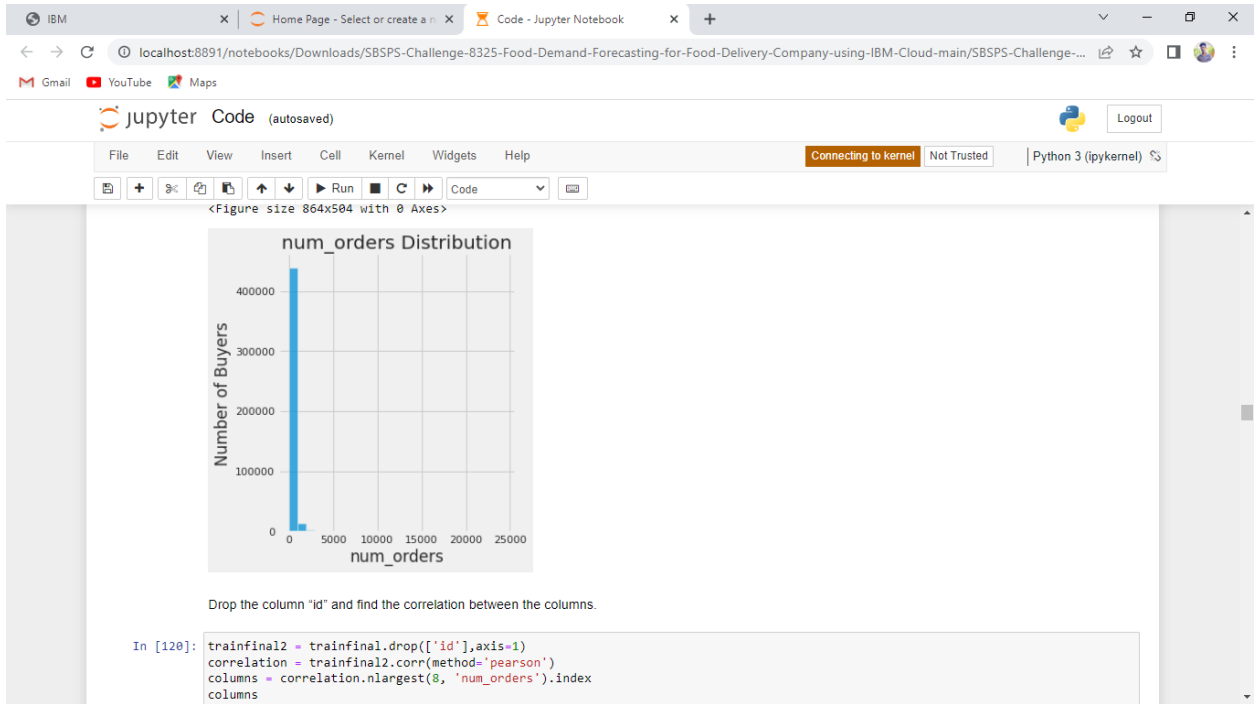 IBM
Home Page - Select or create a n
Code - Jupyter Notebook
localhost:8891/notebooks/Downloads/SBSPS-Challenge-8325-Food-Demand-Forecasting-for-Food-Delivery-Company-using-IBM-Cloud-main/SBSPS-Challenge-...
Gmail YouTube Maps
jupyter Code (autosaved)
Logout
File Edit View Insert Cell Kernel Widgets Help
Connecting to kernel Not Trusted Python 3 (ipykernel)
Run Code
<Figure size 864x504 with 0 Axes>
num_orders Distribution
Number of Buyers
400000
300000
200000
100000
0
0 5000 10000 15000 20000 25000
num_orders
Drop the column “id” and find the correlation between the columns.
In [120]: trainfinal2 = trainfinal.drop(['id'],axis=1)
correlation = trainfinal2.corr(method='pearson')
columns = correlation.nlargest(8, 'num_orders').index
columns